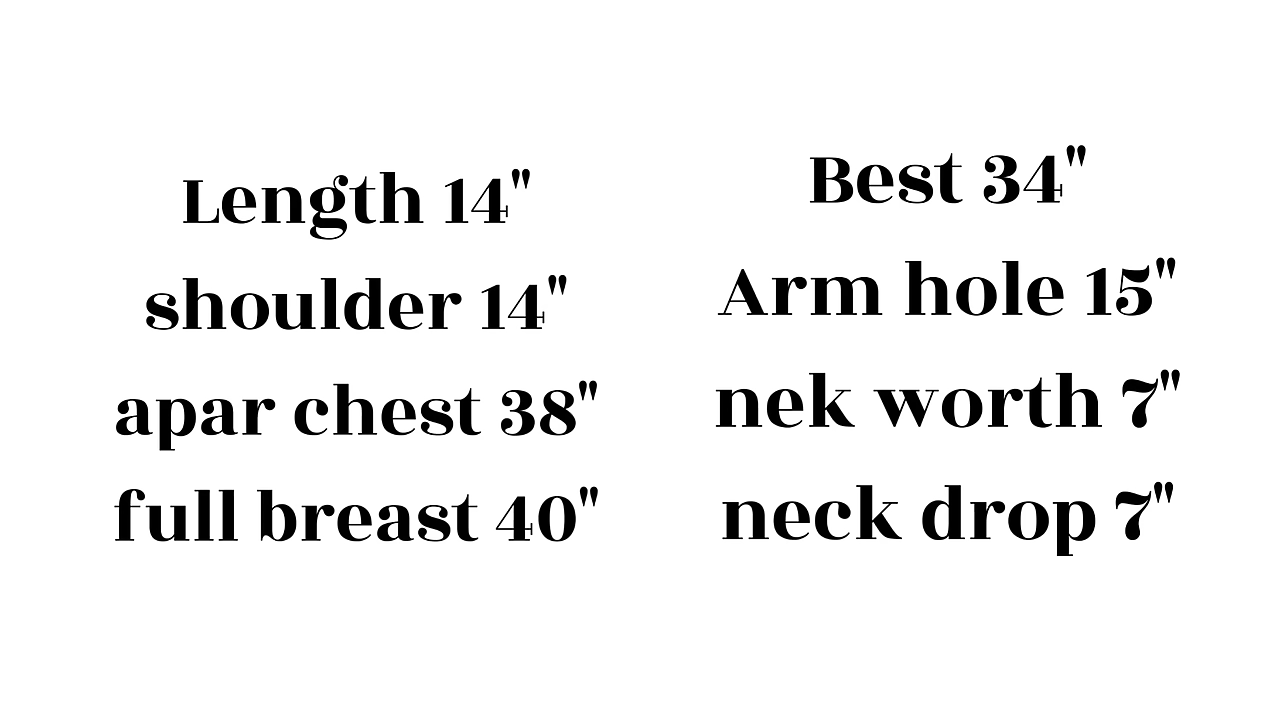 Length 14"
shoulder 14"
apar chest 38"
full breast 40"
Best 34"
Arm hole 15"
nek worth 7"
neck drop 7"